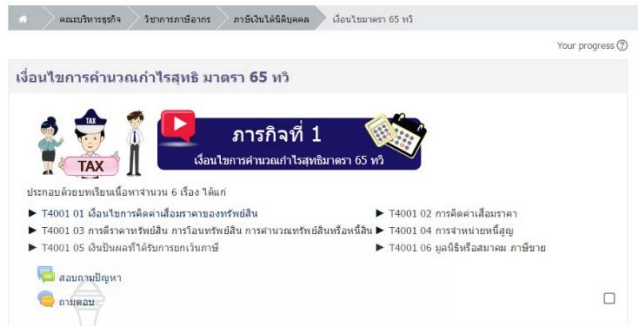 คณะบริหารธุรกิจ วิชาการภาษีอากร ภาษีเงินได้นิติบุคคล เงื่อนไขมาตรา 65 ทวิ
Your progress
เงื่อนไขการคำนวณกำไรสุทธิ มาตรา 65 ทวิ
TAX
TAX
ภารกิจที่ 1
เงื่อนไขการคำนวณกำไรสุทธิมาตรา 65 ทวิ
ประกอบด้วยบทเรียนเนื้อหาจำนวน 6 เรื่อง ได้แก่
► T4001 01 เงื่อนไขการคิดค่าเสื่อมราคาของทรัพย์สิน ► T4001 02 การคิดค่าเสื่อมราคา
► T4001 03 การตีราคาทรัพย์สิน การโอนทรัพย์สิน การคำนวณทรัพย์สินหรือหนี้สิน ► T4001 04 การจำหน่ายหนี้สูญ
► T4001 05 เงินปันผลที่ได้รับการยกเว้นภาษี ► T4001 06 มูลนิธิหรือสมาคม ภาษีขาย
สอบถามปัญหา
ถามตอบ